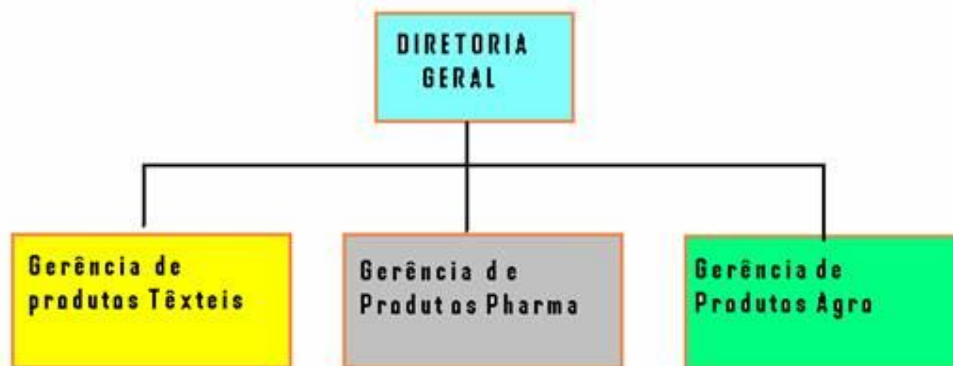 DIRETORIA
GERAL
Gerência de
produtos Têxteis
Gerência de
Produtos Pharma
Gerência de
Produtos Agro